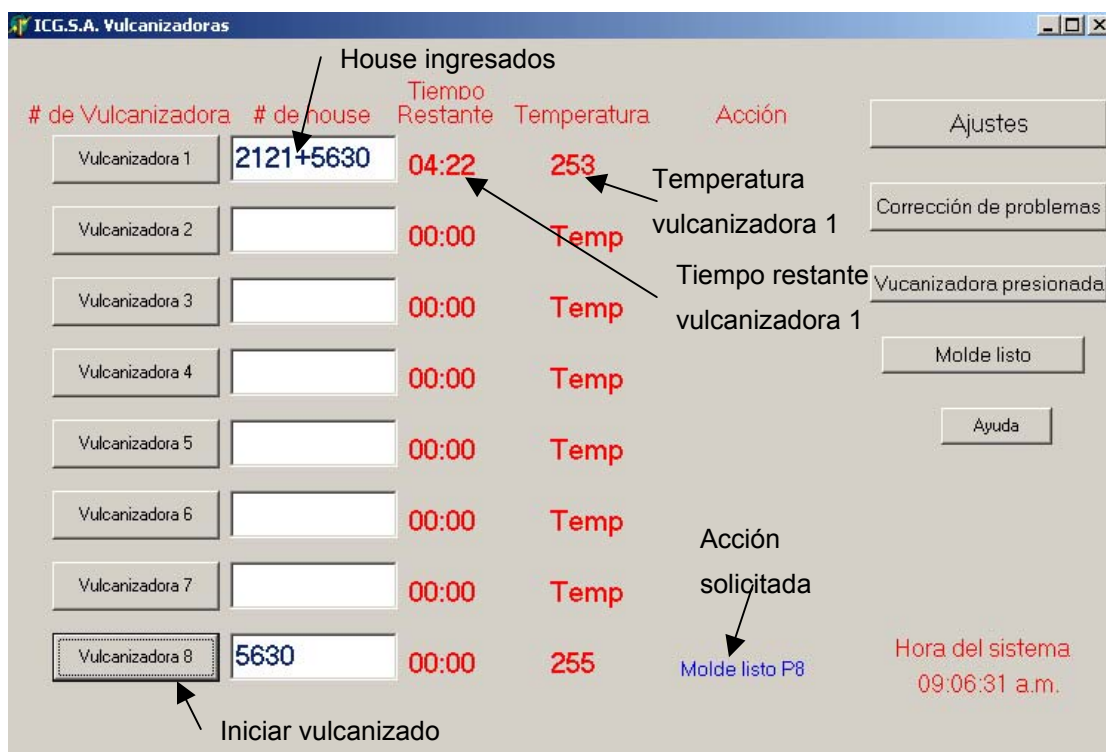 ICG.S.A. Vulcanizadoras
House ingresados
# de Vulcanizadora # de house Tiempo Restante Temperatura Acción
Vulcanizadora 1 2121+5630 04:22 253
Temperatura
vulcanizadora 1
Vulcanizadora 2 00:00 Temp
Tiempo restante
vulcanizadora 1
Vulcanizadora 3 00:00 Temp
Vulcanizadora 4 00:00 Temp
Vulcanizadora 5 00:00 Temp
Vulcanizadora 6 00:00 Temp
Vulcanizadora 7 00:00 Temp
Acción
solicitada
Vulcanizadora 8 5630 00:00 255 Molde listo P8
Iniciar vulcanizado
Ajustes
Corrección de problemas
Vucanizadora presionada
Molde listo
Ayuda
Hora del sistema
09:06:31 a.m.